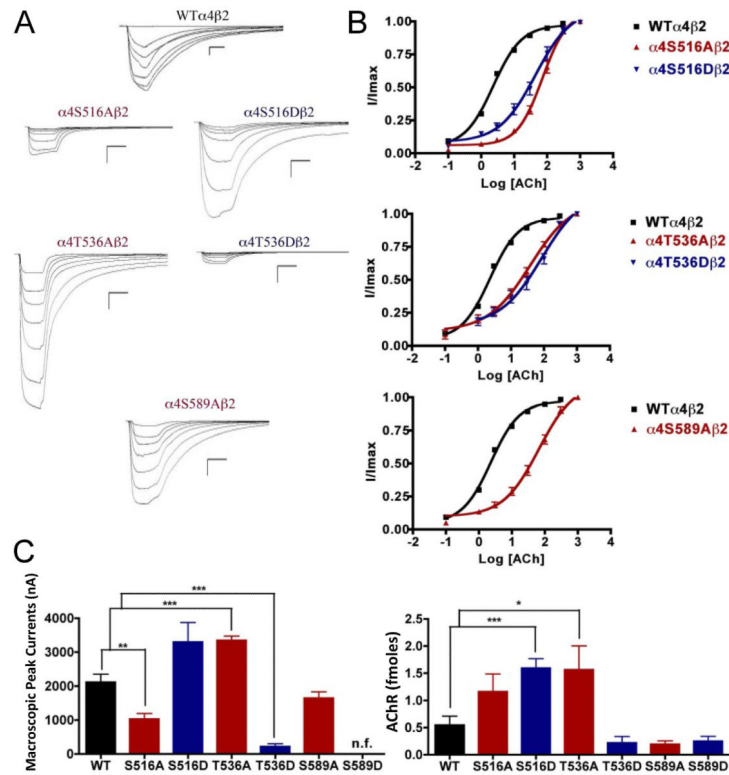 A
WTα4β2
α4S516Aβ2
α4S516Dβ2
α4T536Aβ2
α4T536Dβ2
α4S589Aβ2
B
I/Imax
1.00
0.75
0.50
0.25
0.00
-2 -1 0 1 2 3 4
Log [ACh]
WTα4β2
α4S516Aβ2
α4S516Dβ2
I/Imax
1.00
0.75
0.50
0.25
0.00
-2 -1 0 1 2 3 4
Log [ACh]
WTα4β2
α4T536Aβ2
α4T536Dβ2
I/Imax
1.00
0.75
0.50
0.25
0.00
-2 -1 0 1 2 3 4
Log [ACh]
WTα4β2
α4S589Aβ2
C
Macroscopic Peak Currents (nA)
4000
3000
2000
1000
0
***
***
**
n.f.
WT S516A S516D T536A T536D S589A S589D
AChR (fmoles)
2.5
2.0
1.5
1.0
0.5
0.0
*
***
WT S516A S516D T536A T536D S589A S589D